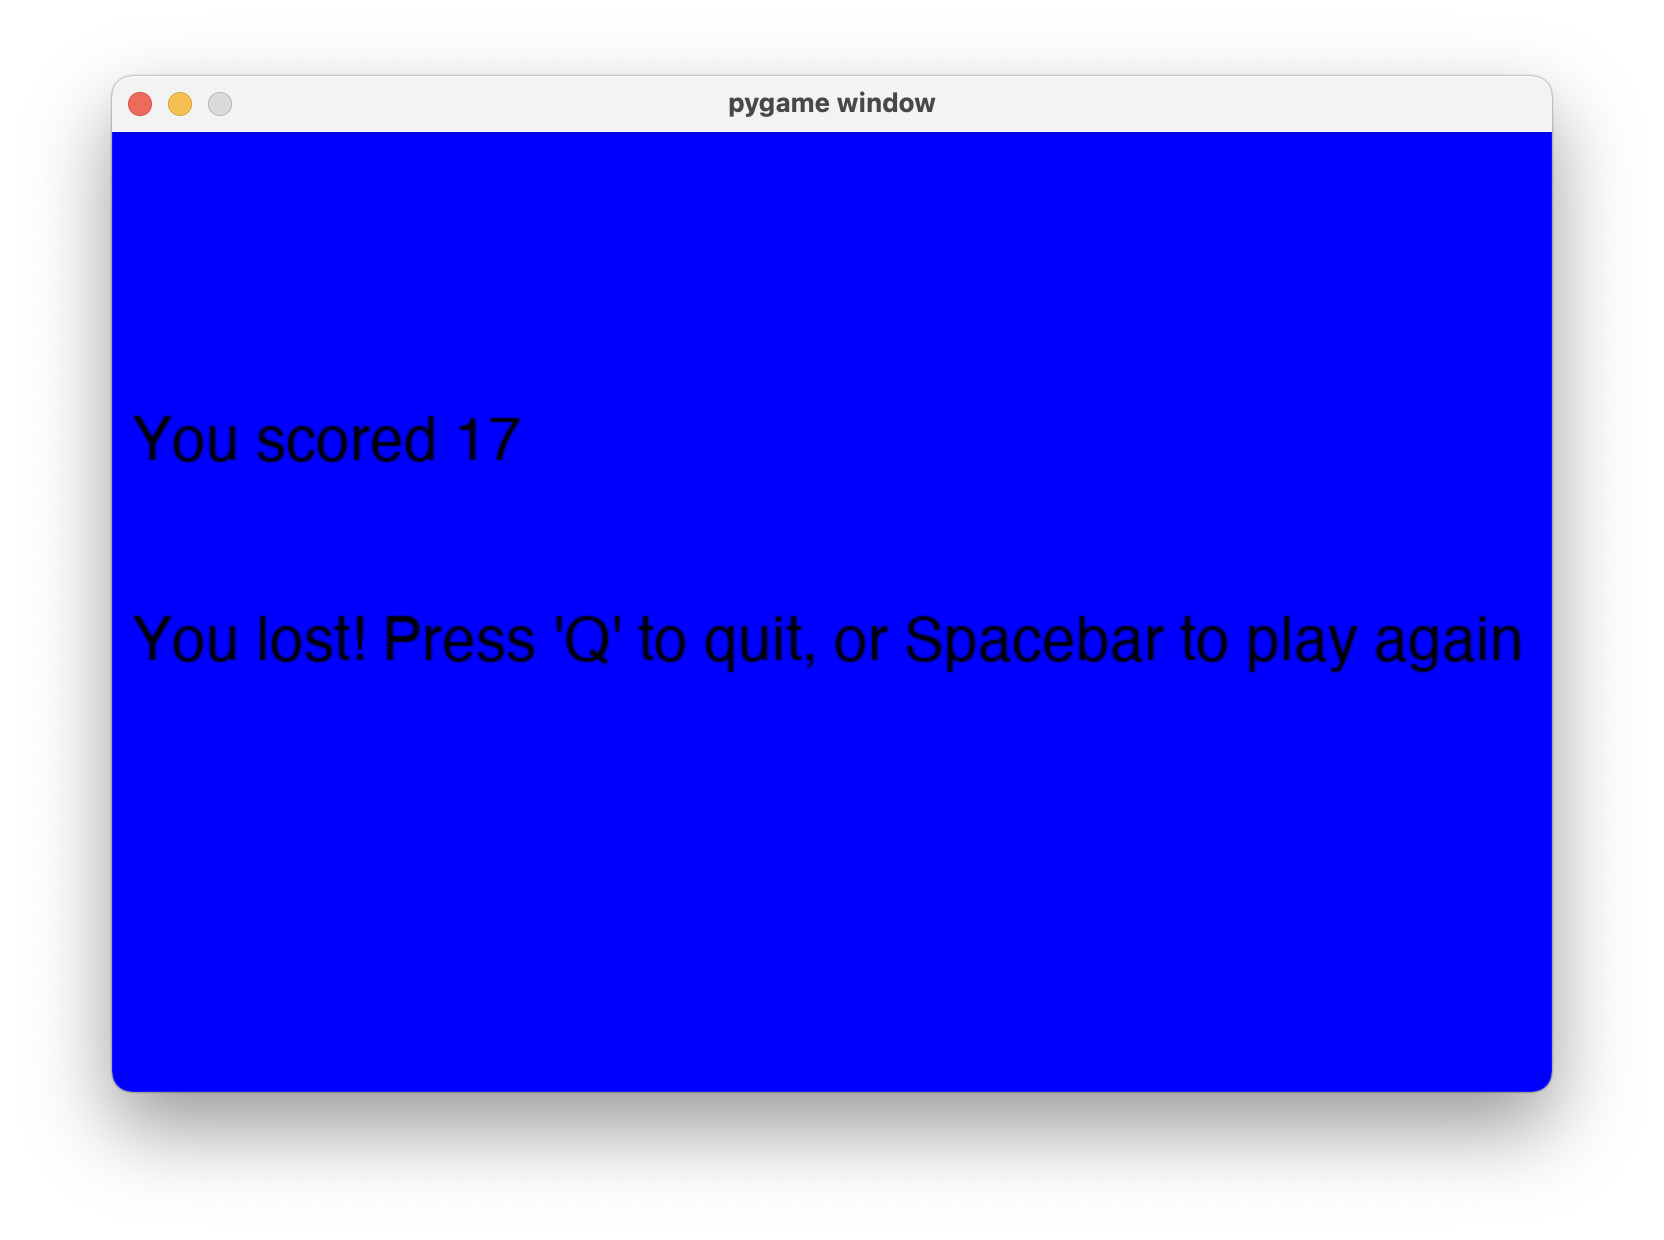 pygame window
You scored 17
You lost! Press 'Q' to quit, or Spacebar to play again